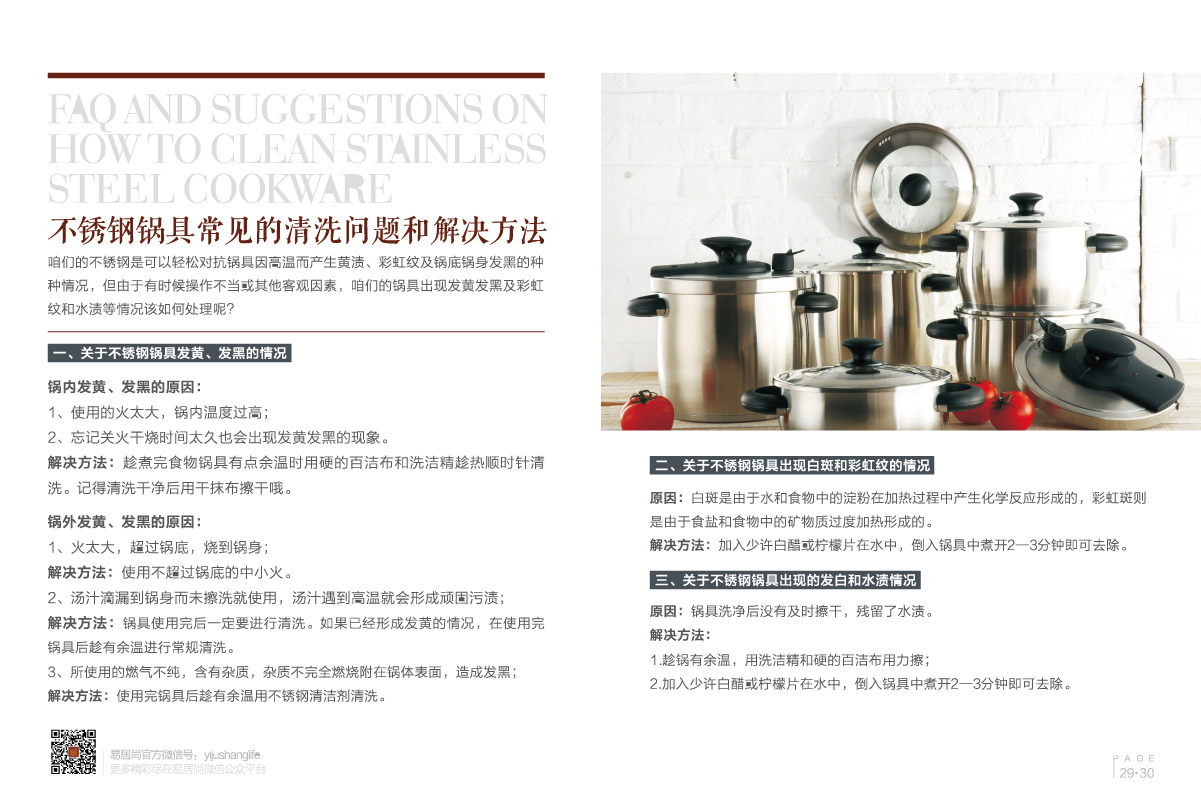 FAQ AND SUGGESTIONS ON
HOW TO CLEAN STAINLESS
STEEL COOKWARE
不锈钢锅具常见的清洗问题和解决方法
咱们的不锈钢是可以轻松对抗锅具因高温而产生黄渍、彩虹纹及锅底锅身发黑的种
种情况，但由于有时候操作不当或其他客观因素，咱们的锅具出现发黄发黑及彩虹
纹和水渍等情况该如何处理呢？
一、关于不锈钢锅具发黄、发黑的情况
锅内发黄、发黑的原因：
1、使用的火太大，锅内温度过高；
2、忘记关火干烧时间太久也会出现发黄发黑的现象。
解决方法：趁煮完食物锅具有点余温时用硬的百洁布和洗洁精趁热顺时针清
洗。记得清洗干净后用干抹布擦干哦。
锅外发黄、发黑的原因：
1、火太大，超过锅底，烧到锅身；
解决方法：使用不超过锅底的中小火。
2、汤汁滴漏到锅身而未擦洗就使用，汤汁遇到高温就会形成顽固污渍；
解决方法：锅具使用完后一定要进行清洗。如果已经形成发黄的情况，在使用完
锅具后趁有余温进行常规清洗。
3、所使用的燃气不纯，含有杂质，杂质不完全燃烧附在锅体表面，造成发黑；
解决方法：使用完锅具后趁有余温用不锈钢清洁剂清洗。
易居尚官方微信号：yijushanglife
更多精彩尽在易居尚微信公众平台
二、关于不锈钢锅具出现白斑和彩虹纹的情况
原因：白斑是由于水和食物中的淀粉在加热过程中产生化学反应形成的，彩虹斑则
是由于食盐和食物中的矿物质过度加热形成的。
解决方法：加入少许白醋或柠檬片在水中，倒入锅具中煮开2—3分钟即可去除。
三、关于不锈钢锅具出现的发白和水渍情况
原因：锅具洗净后没有及时擦干，残留了水渍。
解决方法：
1.趁锅有余温，用洗洁精和硬的百洁布用力擦；
2.加入少许白醋或柠檬片在水中，倒入锅具中煮开2—3分钟即可去除。
PAGE
29·30